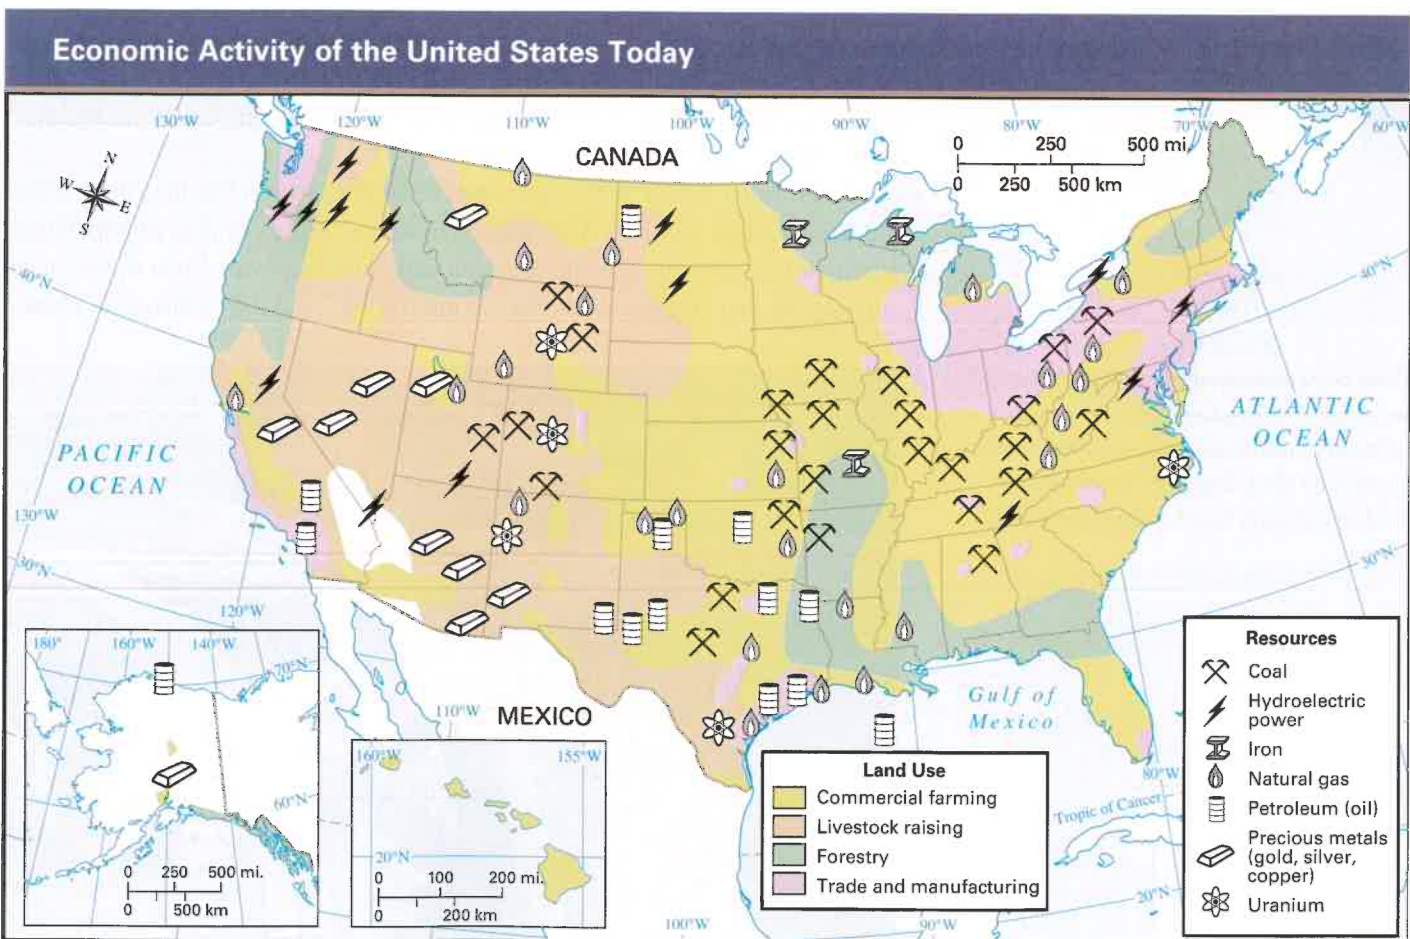 Economic Activity of the United States Today
130°W
120°W
110°W
100°W
90°W
80°W
70°W
60°W
N
W
E
S
CANADA
0 250 500 mi.
0 250 500 km
40°N
40°N
PACIFIC
OCEAN
ATLANTIC
OCEAN
130°W
30°N
30°N
120°W
110°W
MEXICO
Gulf of
Mexico
80°W
Tropic of Cancer
20°N
100°W
90°W
180°
160°W
140°W
70°N
60°N
0 250 500 mi.
0 500 km
160°W
155°W
20°N
0 100 200 mi.
0 200 km
Land Use
Commercial farming
Livestock raising
Forestry
Trade and manufacturing
Resources
Coal
Hydroelectric
power
Iron
Natural gas
Petroleum (oil)
Precious metals
(gold, silver,
copper)
Uranium